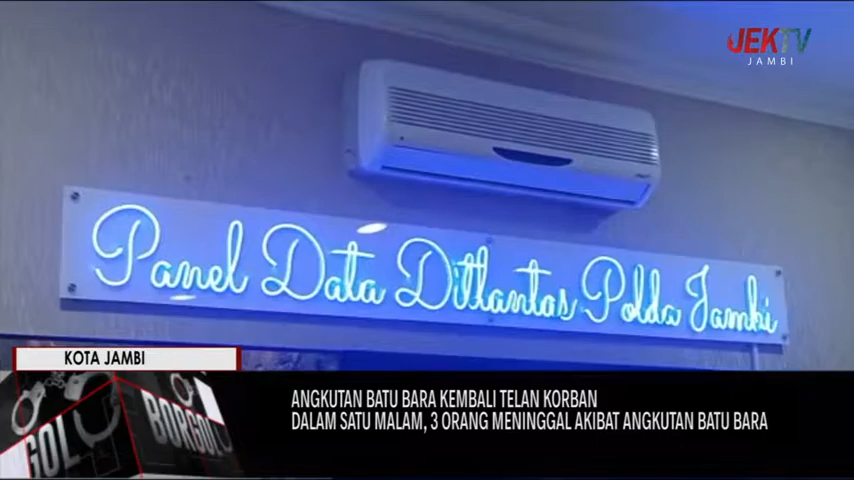 JEKTV
JAMBI
Panel Data Ditlantas Polda Jambi
KOTA JAMBI
ANGKUTAN BATU BARA KEMBALI TELAN KORBAN
DALAM SATU MALAM, 3 ORANG MENINGGAL AKIBAT ANGKUTAN BATU BARA
BORGOL
BORGOL